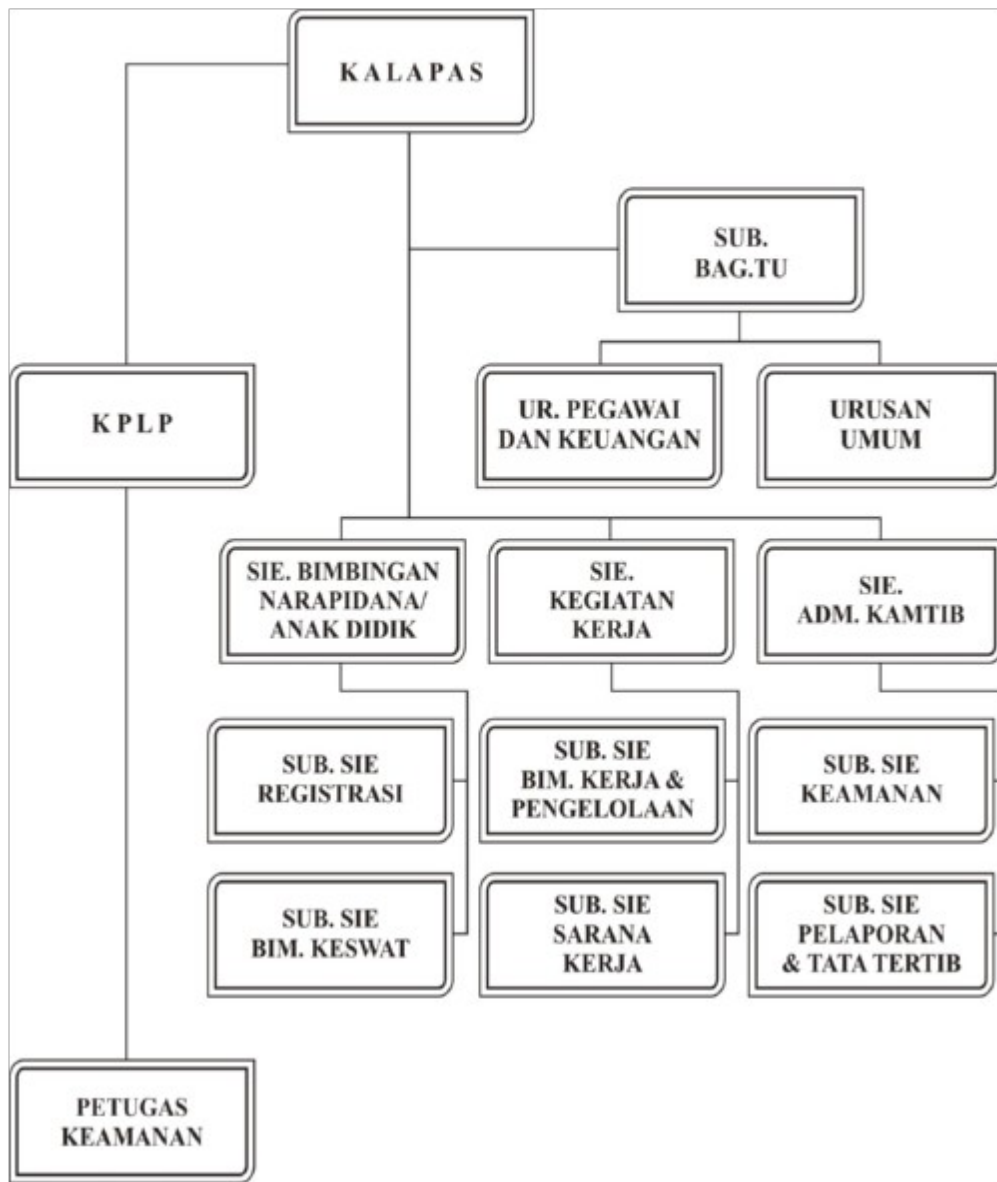 K A L A P A S
SUB.
BAG.TU
K P L P
UR. PEGAWAI
DAN KEUANGAN
URUSAN
UMUM
SIE. BIMBINGAN
NARAPIDANA/
ANAK DIDIK
SIE.
KEGIATAN
KERJA
SIE.
ADM. KAMTIB
SUB. SIE
REGISTRASI
SUB. SIE
BIM. KERJA &
PENGELOLAAN
SUB. SIE
KEAMANAN
SUB. SIE
BIM. KESWAT
SUB. SIE
SARANA
KERJA
SUB. SIE
PELAPORAN
& TATA TERTIB
PETUGAS
KEAMANAN